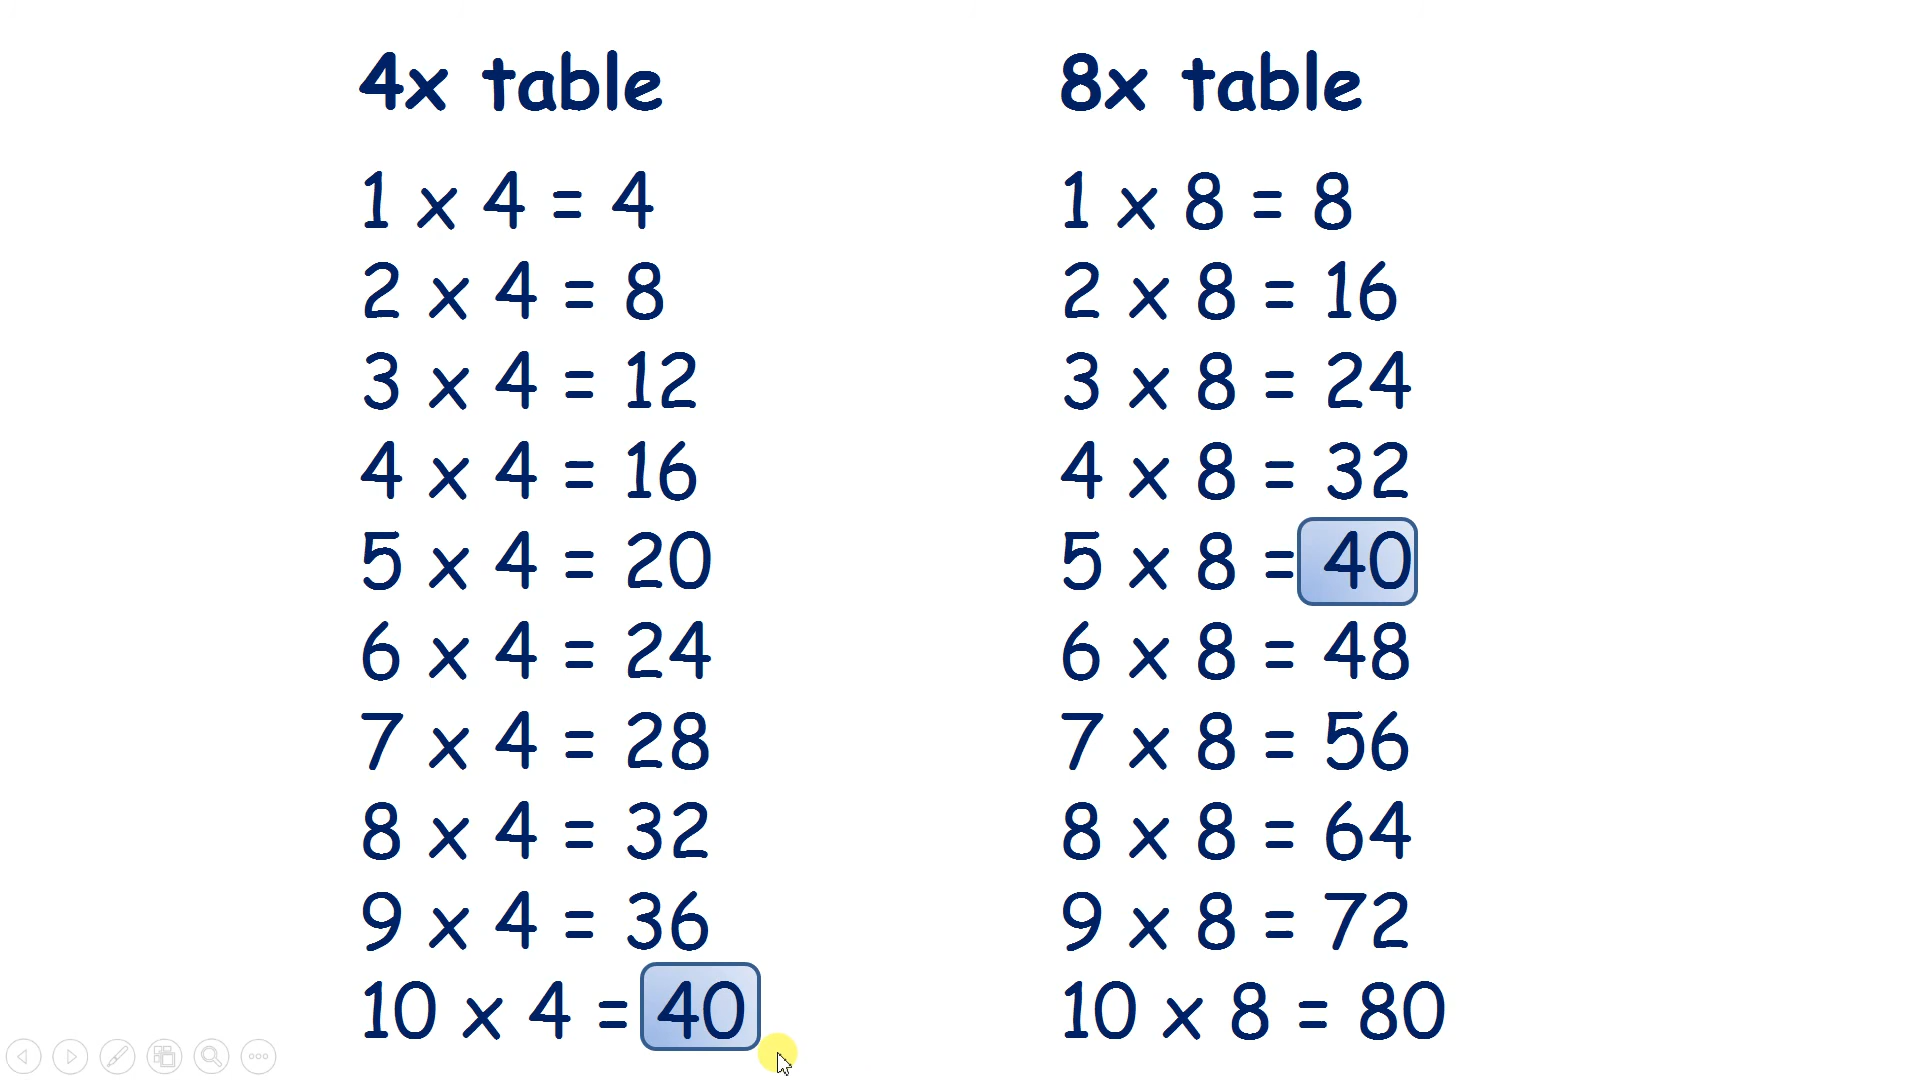 4x table
1 x 4 = 4
2 x 4 = 8
3 x 4 = 12
4 x 4 = 16
5 x 4 = 20
6 x 4 = 24
7 x 4 = 28
8 x 4 = 32
9 x 4 = 36
10 x 4 = 40
8x table
1 x 8 = 8
2 x 8 = 16
3 x 8 = 24
4 x 8 = 32
5 x 8 = 40
6 x 8 = 48
7 x 8 = 56
8 x 8 = 64
9 x 8 = 72
10 x 8 = 80